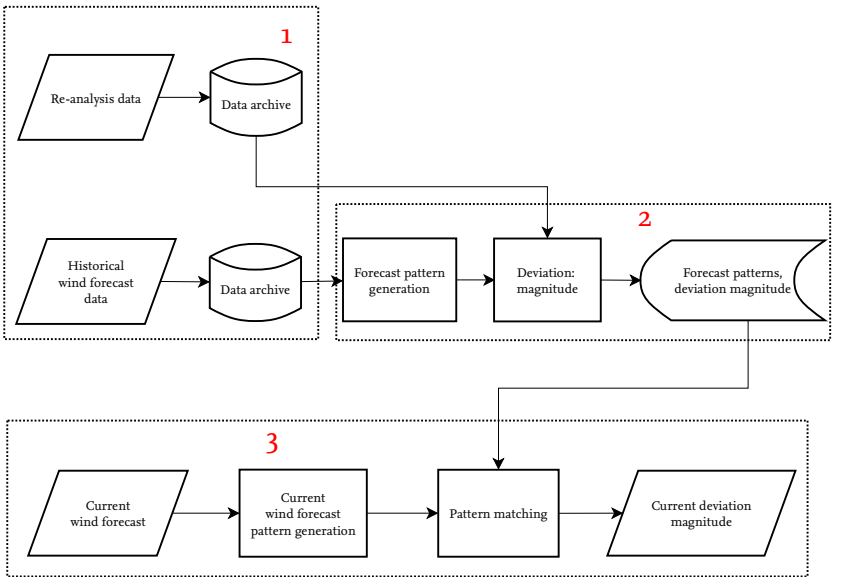 1
Re-analysis data
Data archive
Historical
wind forecast
data
Data archive
2
Forecast pattern
generation
Deviation:
magnitude
Forecast patterns,
deviation magnitude
3
Current
wind forecast
Current
wind forecast
pattern generation
Pattern matching
Current deviation
magnitude